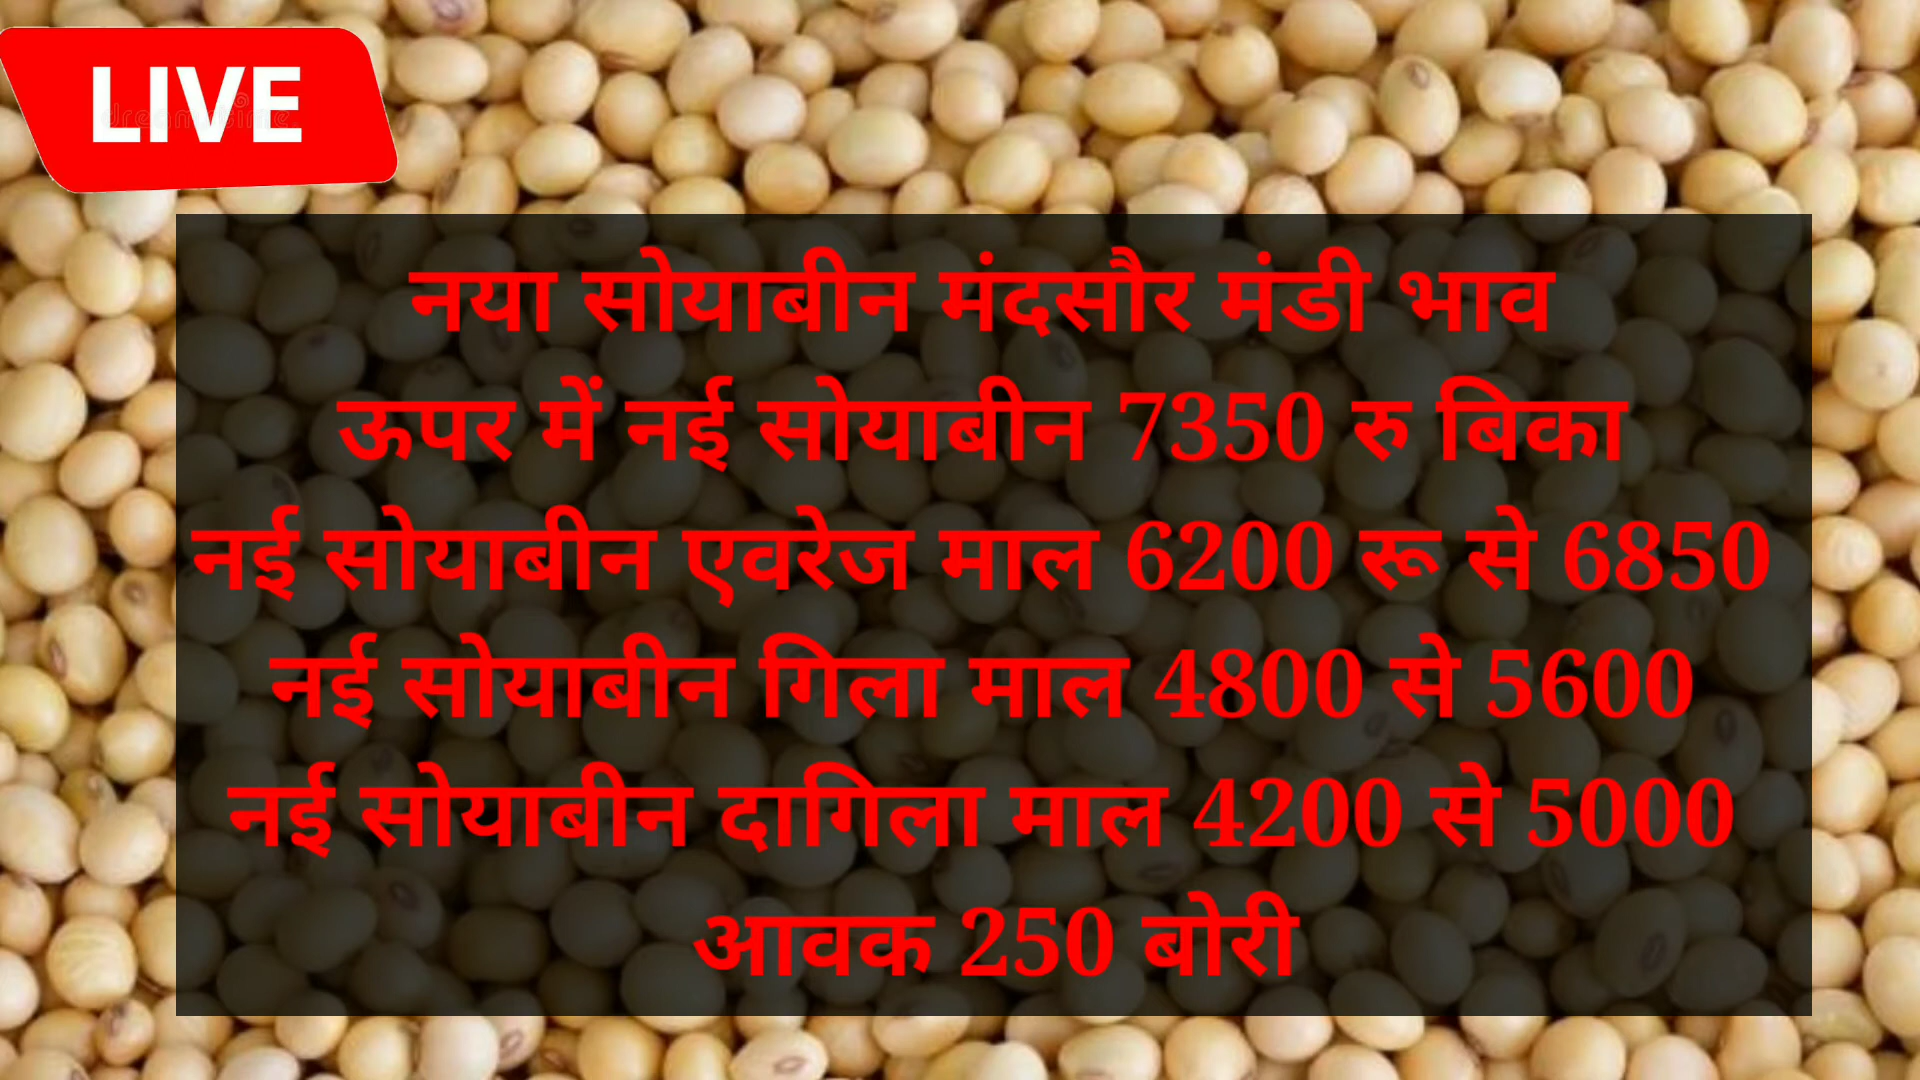 LIVE
नया सोयाबीन मंदसौर मंडी भाव
ऊपर में नई सोयाबीन 7350 रु बिका
नई सोयाबीन एवरेज माल 6200 रू से 6850
नई सोयाबीन गिला माल 4800 से 5600
नई सोयाबीन दागिला माल 4200 से 5000
आवक 250 बोरी